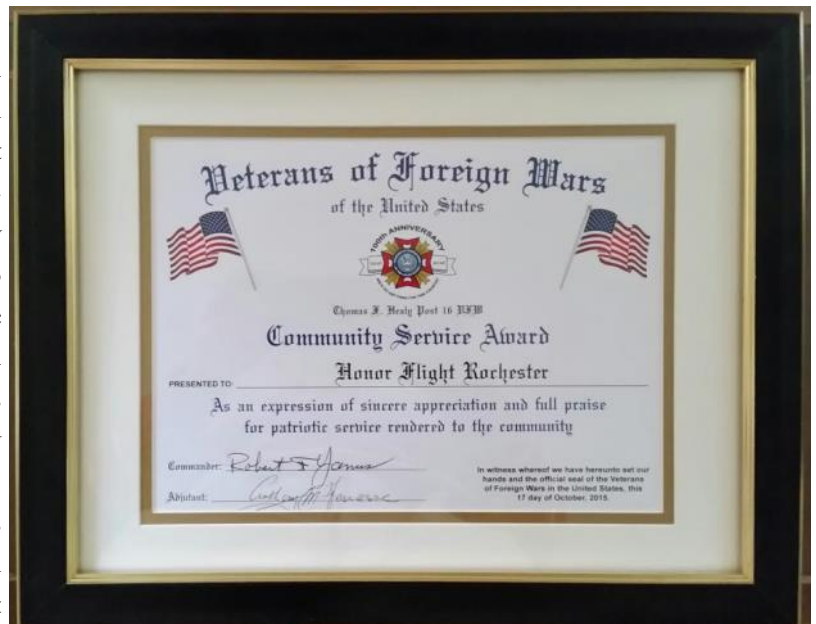 Veterans of Foreign Wars
of the United States
100th ANNIVERSARY
Thomas F. Healy Post 16 VFW
Community Service Award
PRESENTED TO: Honor Flight Rochester
As an expression of sincere appreciation and full praise
for patriotic service rendered to the community
Commander: Robert F
Adjutant:
In witness whereof we have hereunto set our
hands and the official seal of the Veterans
of Foreign Wars in the United States, this
17 day of October, 2015.